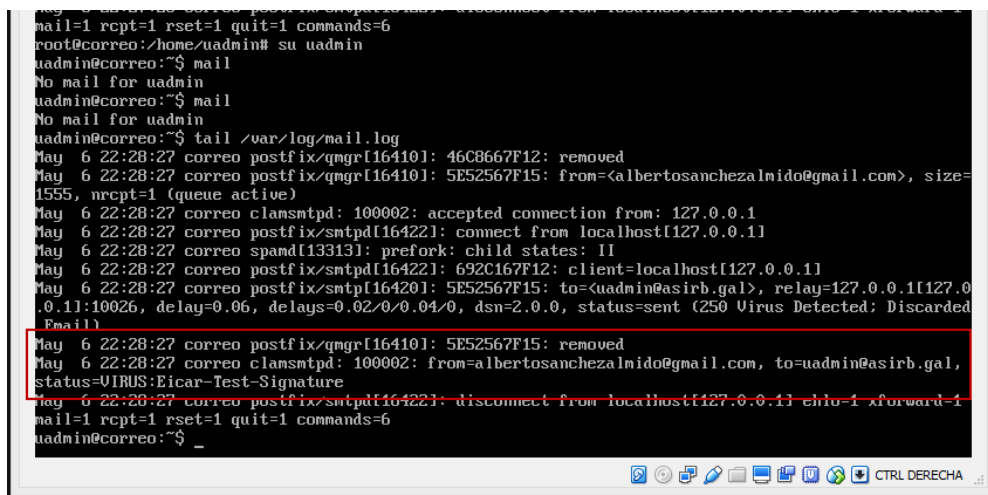 mail=1 rcpt=1 rset=1 quit=1 commands=6
root@correo:/home/uadmin# su uadmin
uadmin@correo:~$ mail
No mail for uadmin
uadmin@correo:~$ mail
No mail for uadmin
uadmin@correo:~$ tail /var/log/mail.log
May  6 22:28:27 correo postfix/qmgr[16410]: 46C8667F12: removed
May  6 22:28:27 correo postfix/qmgr[16410]: 5E52567F15: from=<albertosanchezalmido@gmail.com>, size=
1555, nrcpt=1 (queue active)
May  6 22:28:27 correo clamsmtpd: 100002: accepted connection from: 127.0.0.1
May  6 22:28:27 correo postfix/smtpd[16422]: connect from localhost[127.0.0.1]
May  6 22:28:27 correo spamd[13313]: prefork: child states: II
May  6 22:28:27 correo postfix/smtpd[16422]: 692C167F12: client=localhost[127.0.0.1]
May  6 22:28:27 correo postfix/smtp[16420]: 5E52567F15: to=<uadmin@asirb.gal>, relay=127.0.0.1[127.0
.0.1]:10026, delay=0.06, delays=0.02/0/0.04/0, dsn=2.0.0, status=sent (250 Virus Detected; Discarded
Email)
May  6 22:28:27 correo postfix/qmgr[16410]: 5E52567F15: removed
May  6 22:28:27 correo clamsmtpd: 100002: from=albertosanchezalmido@gmail.com, to=uadmin@asirb.gal,
status=VIRUS:Eicar-Test-Signature
May  6 22:28:27 correo postfix/smtpd[16422]: disconnect from localhost[127.0.0.1] ehlo=1 xforward=1
mail=1 rcpt=1 rset=1 quit=1 commands=6
uadmin@correo:~$ _
CTRL DERECHA